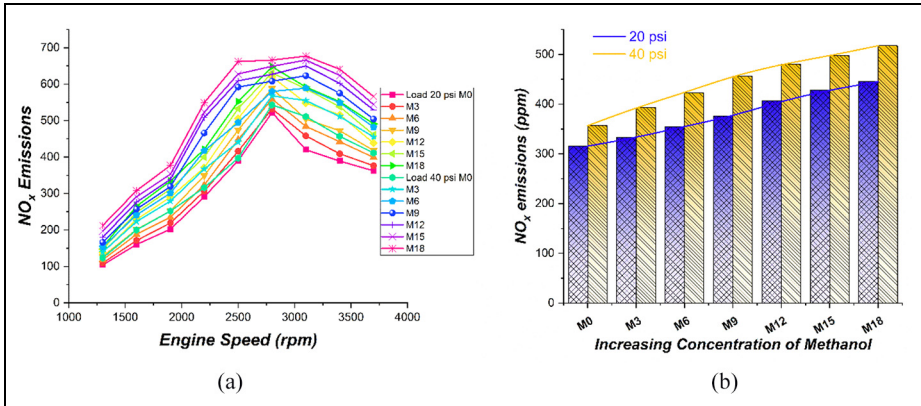 (a)
700
600
500
400
300
200
100
0
NOx Emissions
1000 1500 2000 2500 3000 3500 4000
Engine Speed (rpm)
Load 20 psi M0
M3
M6
M9
M12
M15
M18
Load 40 psi M0
M3
M6
M9
M12
M15
M18
(a)
(b)
20 psi
40 psi
500
400
300
200
100
0
NOx emissions (ppm)
M0 M3 M6 M9 M12 M15 M18
Increasing Concentration of Methanol
(b)